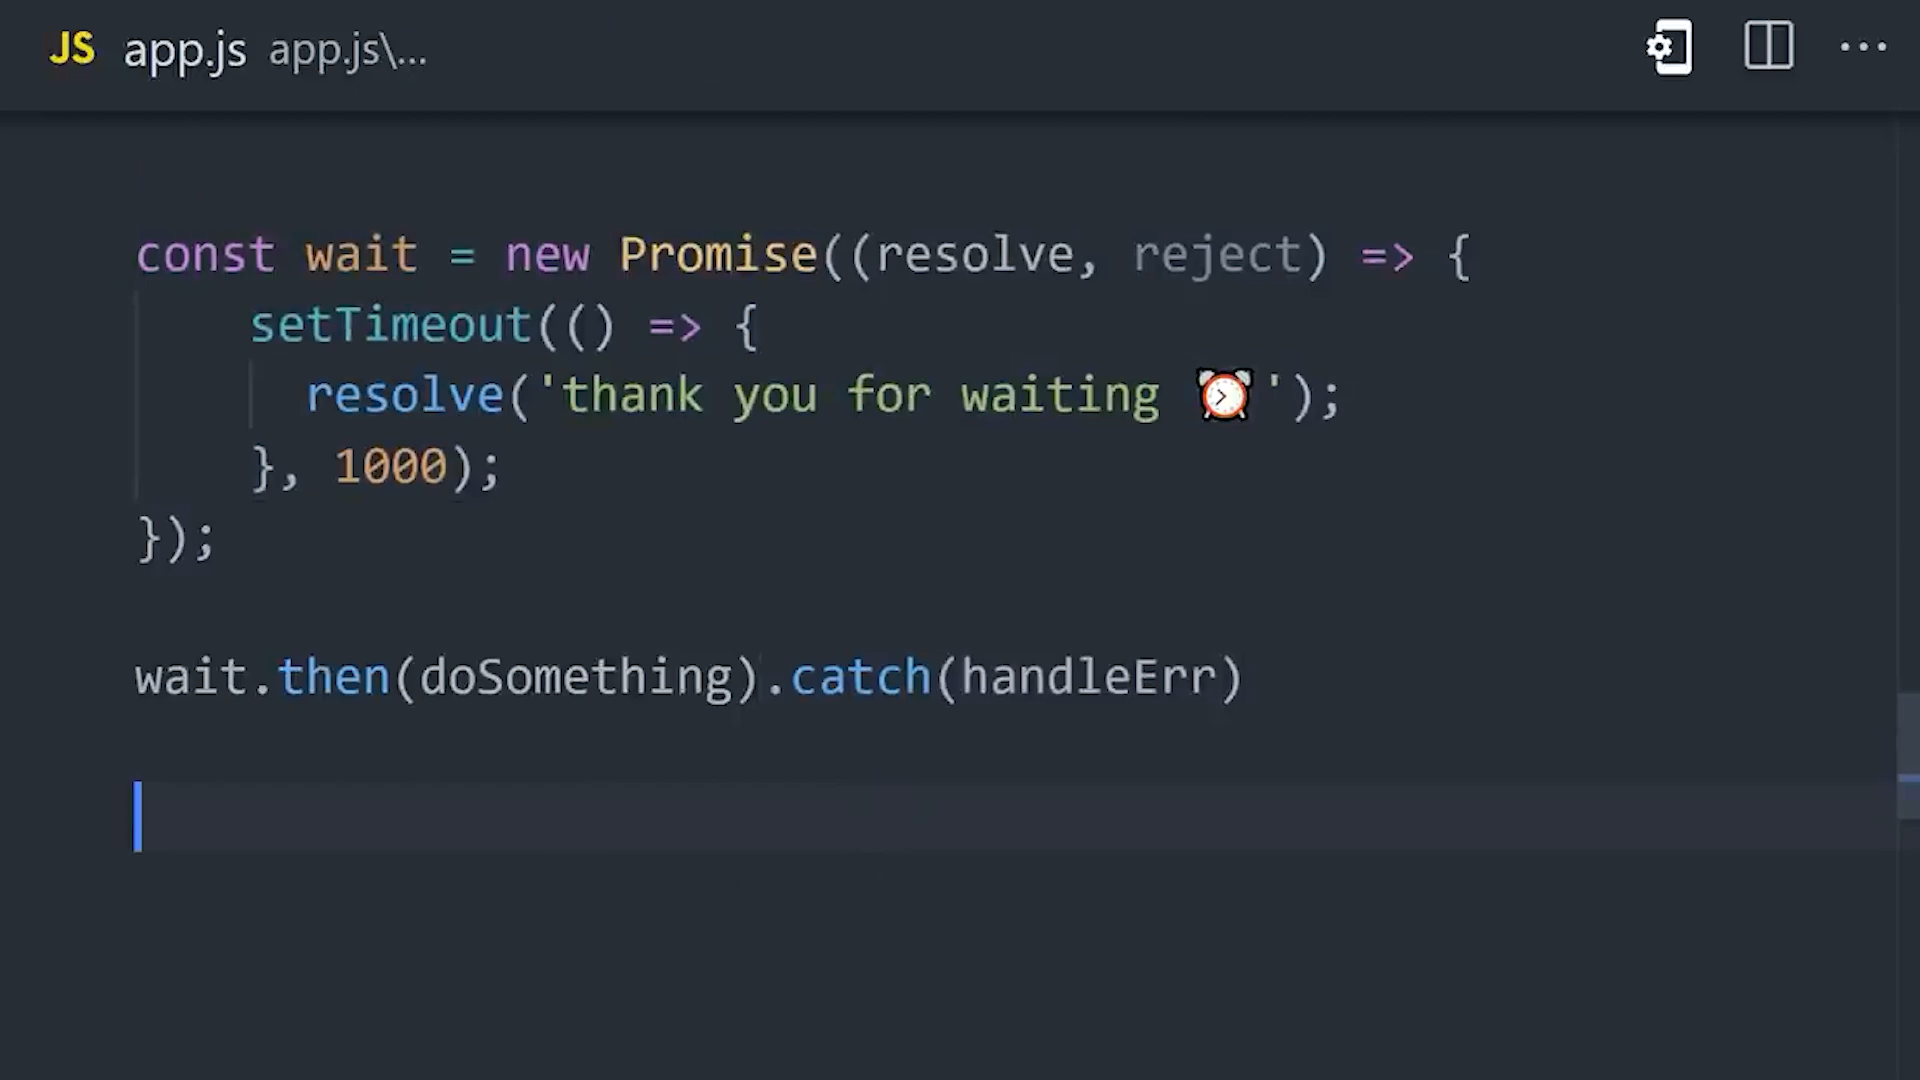 JS app.js app.js\...
const wait = new Promise((resolve, reject) => {
    setTimeout(() => {
      resolve('thank you for waiting ⏰');
    }, 1000);
});
wait.then(doSomething).catch(handleErr)